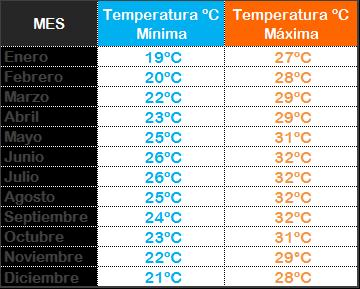 MES Temperatura ºC Mínima Temperatura ºC Máxima
Enero 19ºC 27ºC
Febrero 20ºC 28ºC
Marzo 22ºC 29ºC
Abril 23ºC 29ºC
Mayo 25ºC 31ºC
Junio 26ºC 32ºC
Julio 26ºC 32ºC
Agosto 25ºC 32ºC
Septiembre 24ºC 32ºC
Octubre 23ºC 31ºC
Noviembre 22ºC 29ºC
Diciembre 21ºC 28ºC